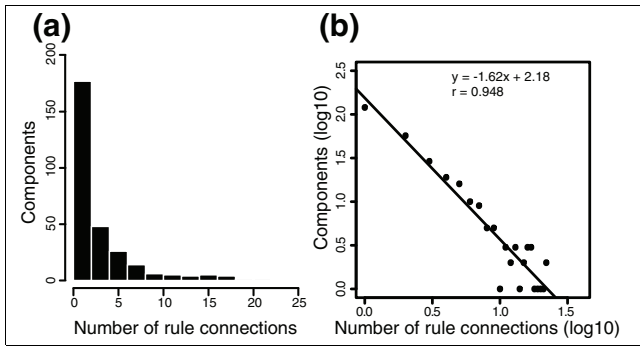 (a)
Components
200
150
100
50
0
0 5 10 15 20 25
Number of rule connections
(b)
y = -1.62x + 2.18
r = 0.948
Components (log10)
2.5
2.0
1.5
1.0
0.5
0.0
0.0 0.5 1.0 1.5
Number of rule connections (log10)